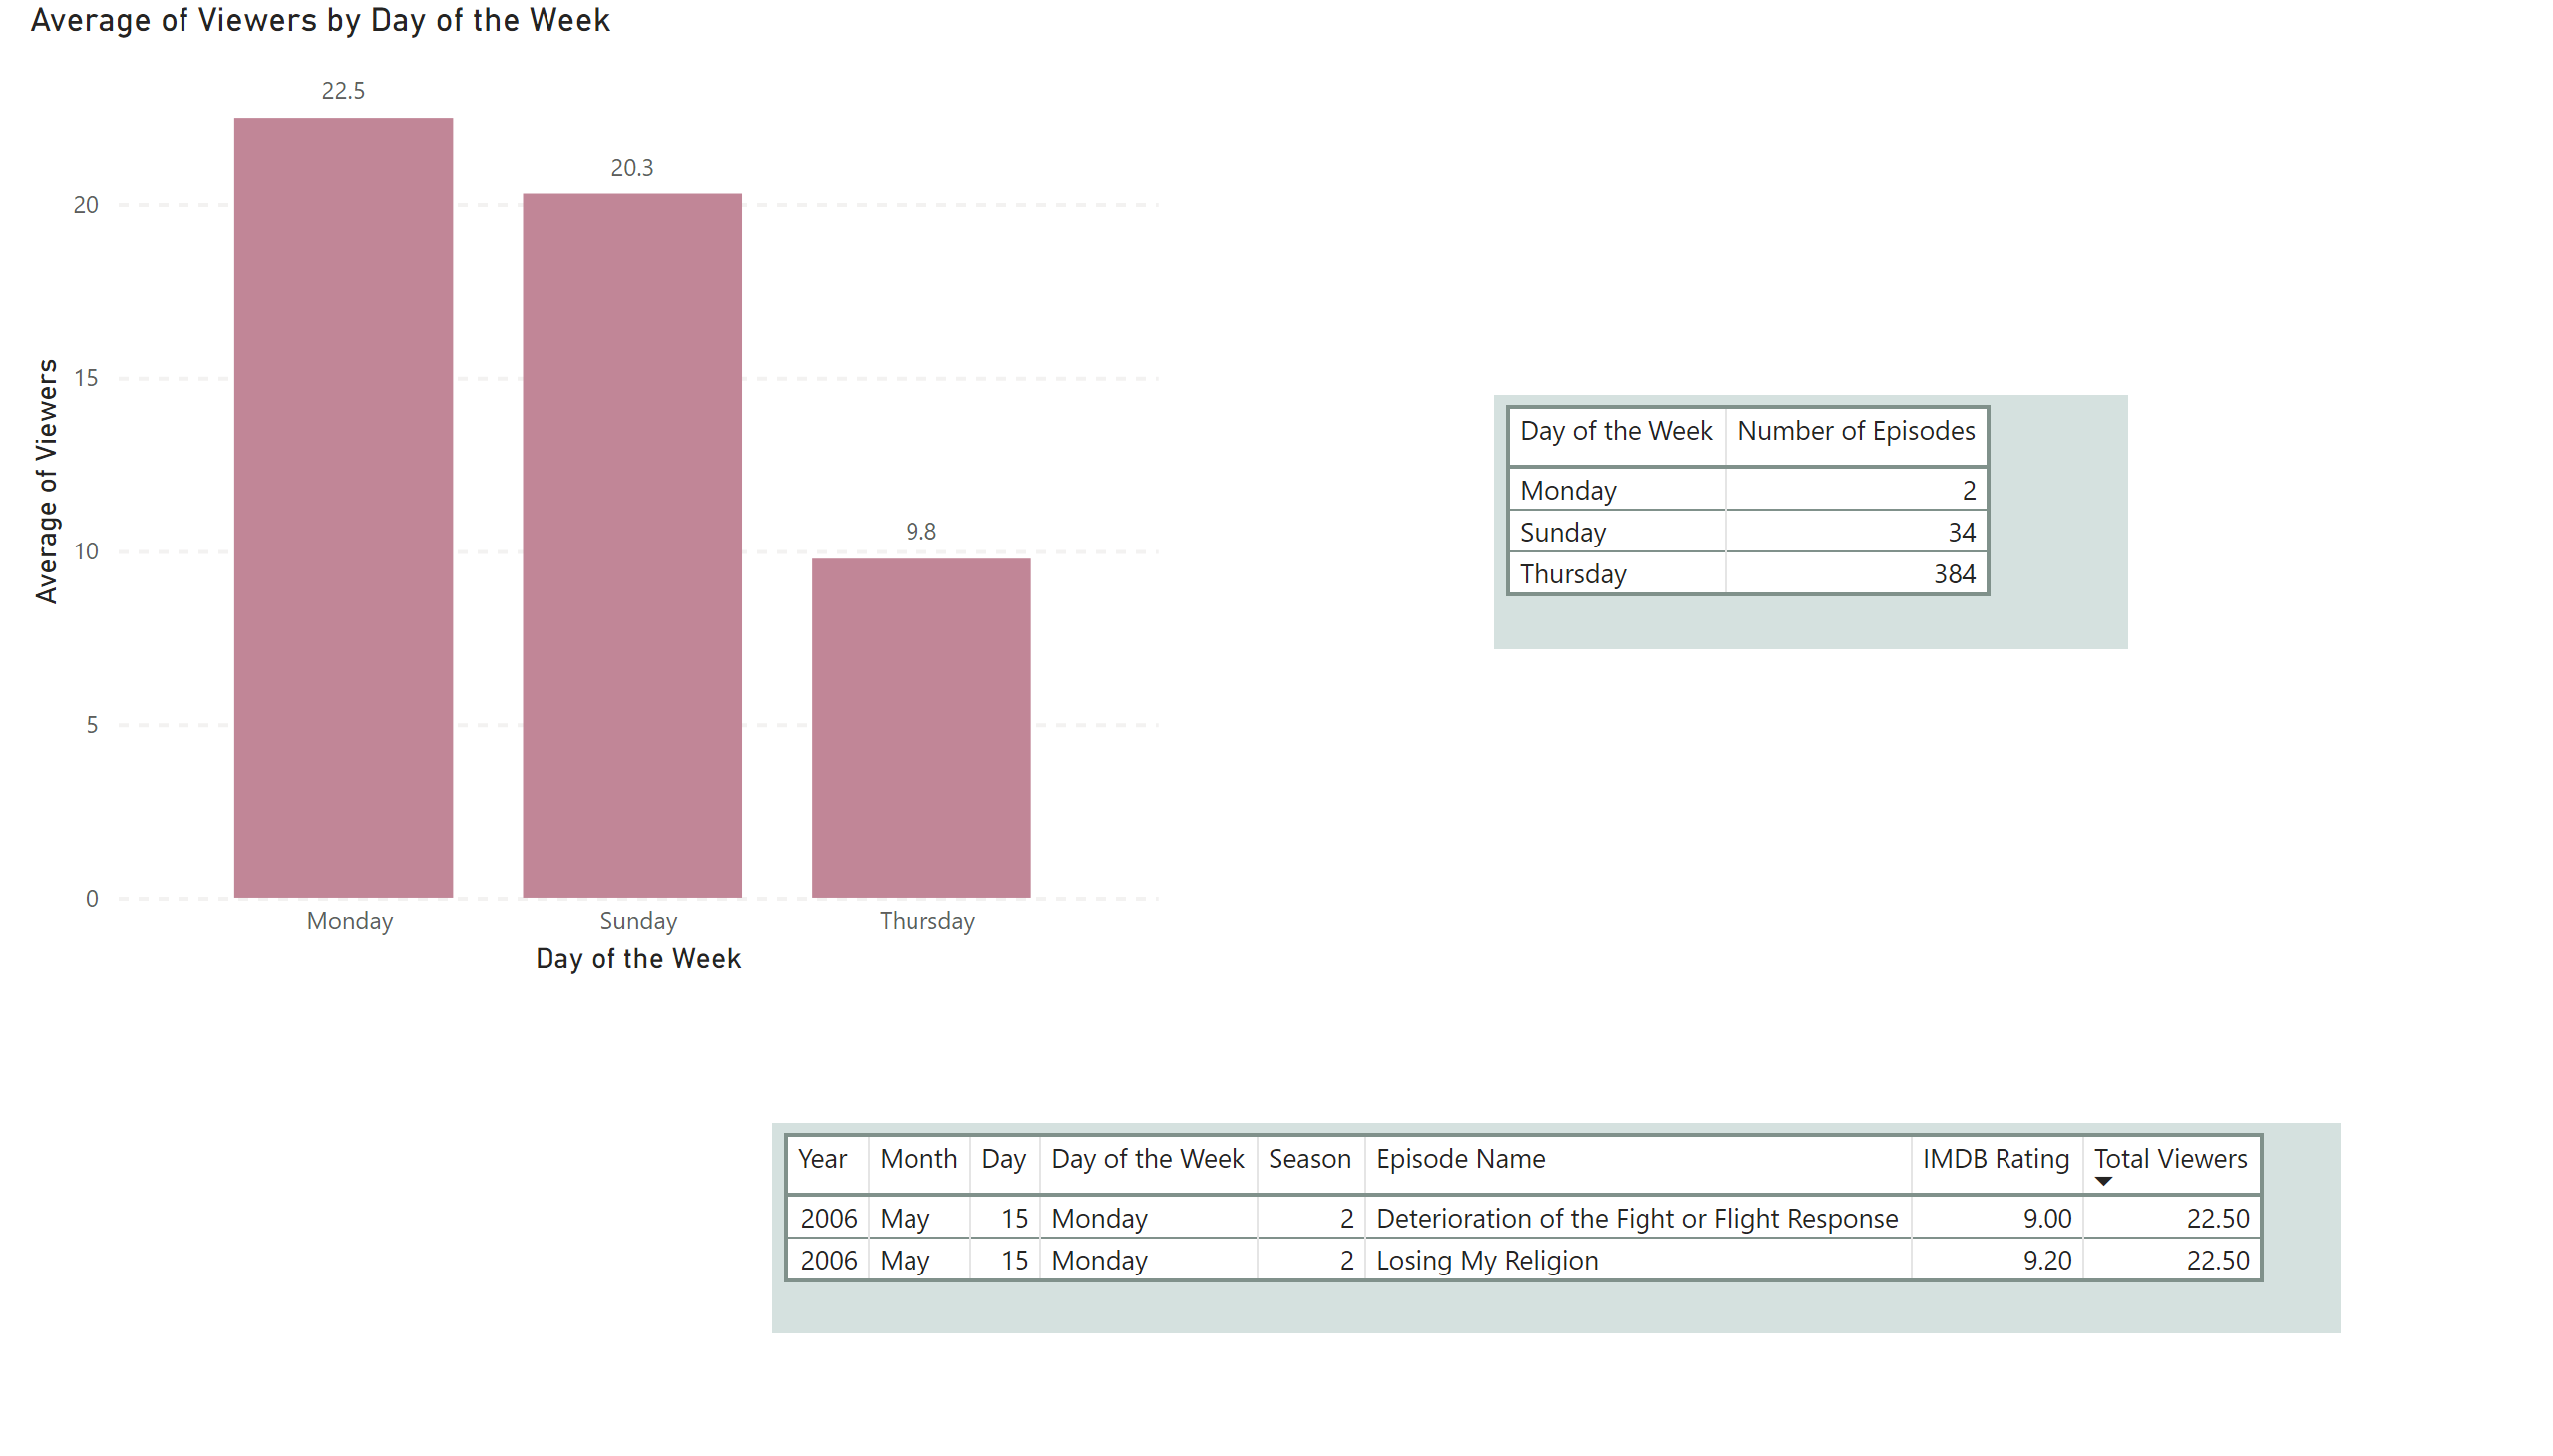 Average of Viewers by Day of the Week
22.5
20.3
9.8
20
15
10
5
0
Average of Viewers
Monday Sunday Thursday
Day of the Week
Day of the Week Number of Episodes
Monday 2
Sunday 34
Thursday 384
Year Month Day Day of the Week Season Episode Name IMDB Rating Total Viewers
2006 May 15 Monday 2 Deterioration of the Fight or Flight Response 9.00 22.50
2006 May 15 Monday 2 Losing My Religion 9.20 22.50